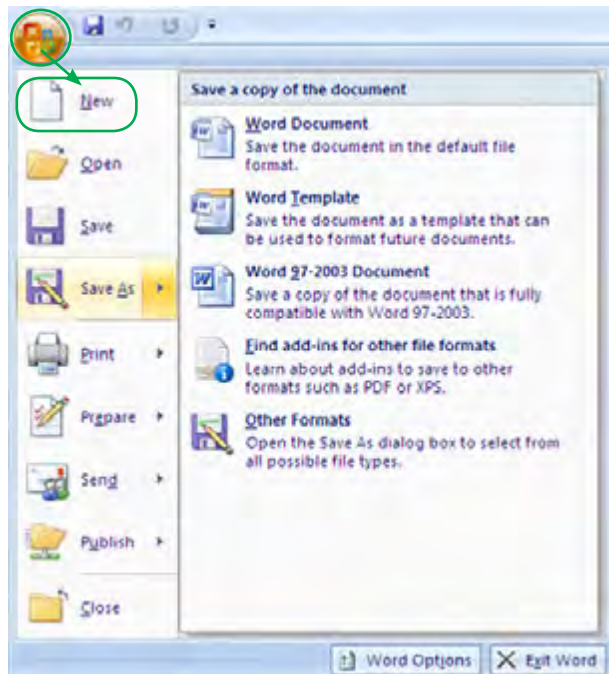 New
Open
Save
Save As
Print
Prepare
Send
Publish
Close
Save a copy of the document
Word Document
Save the document in the default file
format.
Word Template
Save the document as a template that can
be used to format future documents.
Word 97-2003 Document
Save a copy of the document that is fully
compatible with Word 97-2003.
Find add-ins for other file formats
Learn about add-ins to save to other
formats such as PDF or XPS.
Other Formats
Open the Save As dialog box to select from
all possible file types.
Word Options
Exit Word